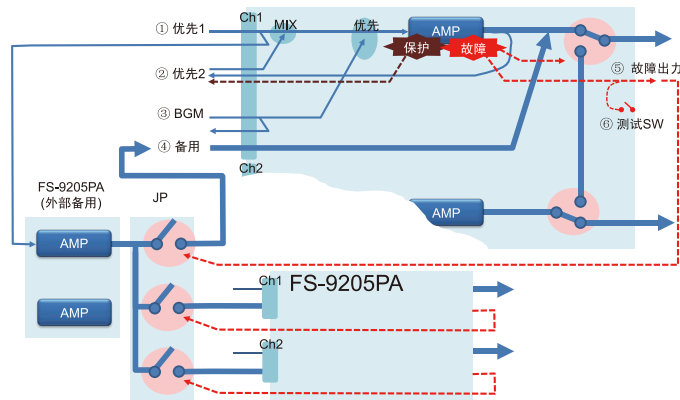 ① 优先1
Ch1
MIX
优先
AMP
保护
故障
② 优先2
③ BGM
④ 备用
Ch2
⑤ 故障出力
⑥ 测试SW
FS-9205PA
(外部备用)
JP
AMP
AMP
AMP
Ch1
FS-9205PA
Ch2